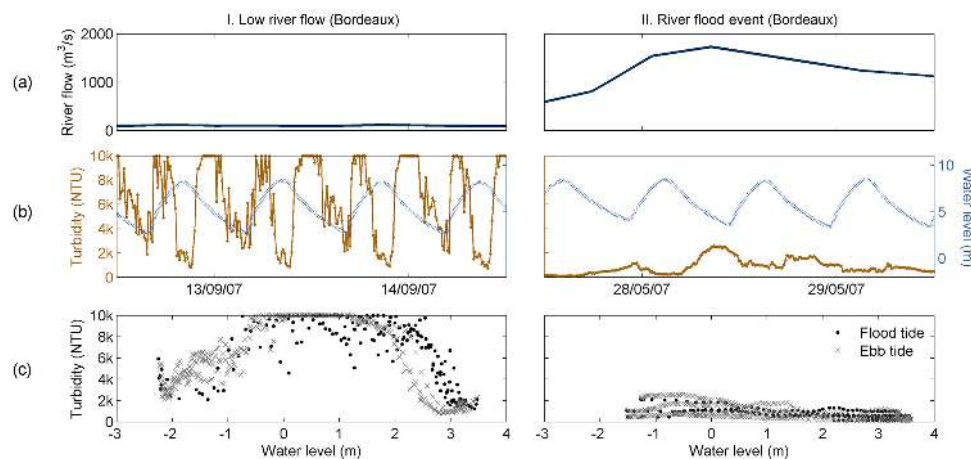 I. Low river flow (Bordeaux)
II. River flood event (Bordeaux)
(a)
River flow (m³/s)
2000
1000
0
(b)
Turbidity (NTU)
10k
8k
6k
4k
2k
13/09/07
14/09/07
28/05/07
29/05/07
10
5
0
Water level (m)
(c)
Turbidity (NTU)
10k
8k
6k
4k
2k
0
-3 -2 -1 0 1 2 3 4
Water level (m)
Flood tide
Ebb tide
-3 -2 -1 0 1 2 3 4
Water level (m)